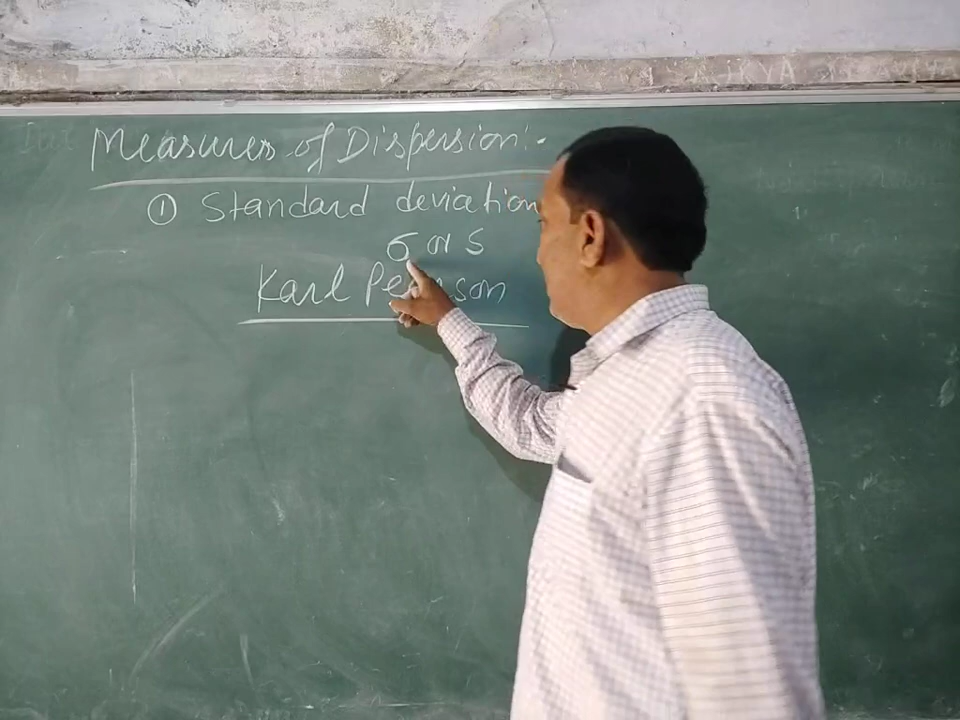 Measures of Dispersion:-
① Standard deviation
σ or S
Karl Pearson